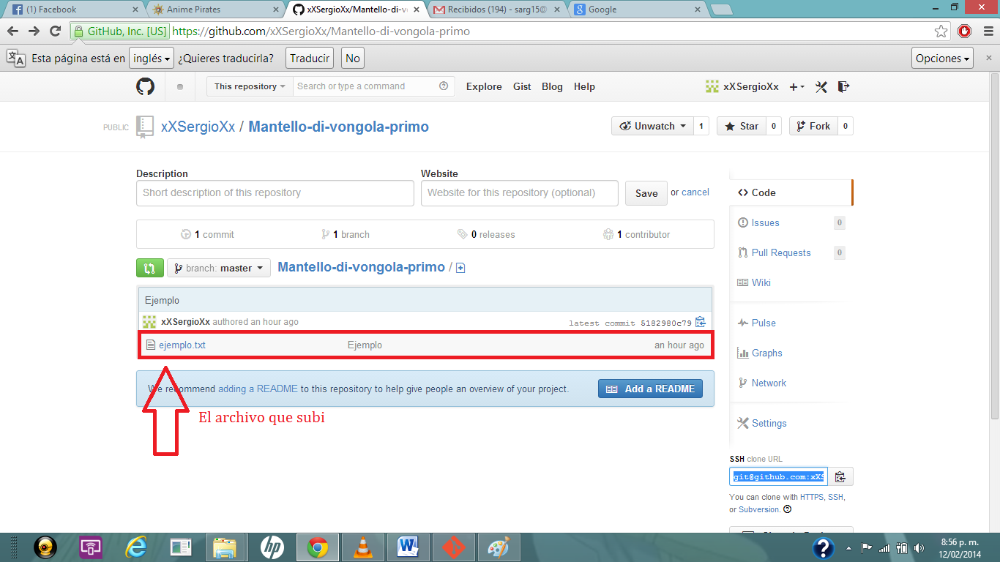 (1) Facebook
Anime Pirates
xXSergioXx/Mantello-di-v
Recibidos (194) - sarg15@
Google
GitHub, Inc. [US] https://github.com/xXSergioXx/Mantello-di-vongola-primo
Esta página está en inglés ¿Quieres traducirla? Traducir No Opciones
This repository Search or type a command Explore Gist Blog Help xXSergioXx
PUBLIC xXSergioXx / Mantello-di-vongola-primo Unwatch 1 Star 0 Fork 0
Description Website
Short description of this repository Website for this repository (optional) Save or cancel
1 commit 1 branch 0 releases 1 contributor
branch: master Mantello-di-vongola-primo /
Ejemplo
xXSergioXx authored an hour ago latest commit 5182980c79
ejemplo.txt Ejemplo an hour ago
We recommend adding a README to this repository to help give people an overview of your project. Add a README
El archivo que subi
Code
Issues 0
Pull Requests 0
Wiki
Pulse
Graphs
Network
Settings
SSH clone URL
git@github.com:xXS
You can clone with HTTPS, SSH,
or Subversion.
8:56 p. m.
12/02/2014